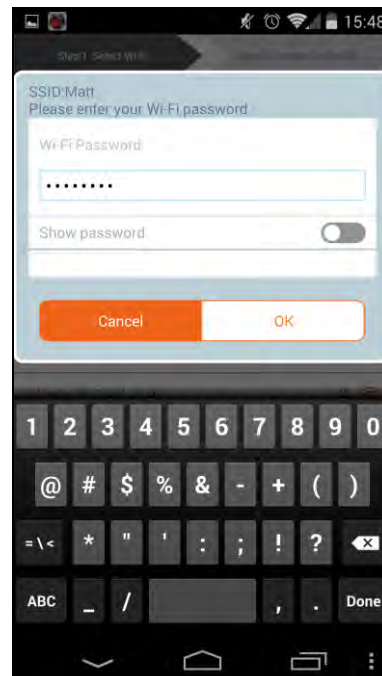 15:48
Step1 Select Wi-Fi
SSID:Matt
Please enter your Wi-Fi password
Wi-Fi Password
••••••••
Show password
Cancel
OK
1 2 3 4 5 6 7 8 9 0
@ # $ % & - + ( )
= \ < * " ' : ; ! ?
ABC _ / , . Done